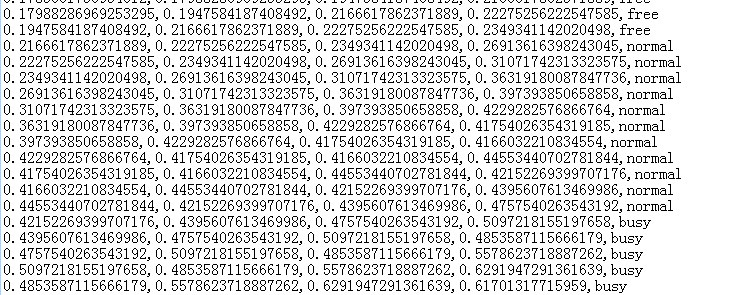 0.17988286969253295,0.1947584187408492,0.2166617862371889,0.22275256222547585,free
0.1947584187408492,0.2166617862371889,0.22275256222547585,0.2349341142020498,free
0.2166617862371889,0.22275256222547585,0.2349341142020498,0.26913616398243045,normal
0.22275256222547585,0.2349341142020498,0.26913616398243045,0.31071742313323575,normal
0.2349341142020498,0.26913616398243045,0.31071742313323575,0.36319180087847736,normal
0.26913616398243045,0.31071742313323575,0.36319180087847736,0.397393850658858,normal
0.31071742313323575,0.36319180087847736,0.397393850658858,0.4229282576866764,normal
0.36319180087847736,0.397393850658858,0.4229282576866764,0.41754026354319185,normal
0.397393850658858,0.4229282576866764,0.41754026354319185,0.4166032210834554,normal
0.4229282576866764,0.41754026354319185,0.4166032210834554,0.44553440702781844,normal
0.41754026354319185,0.4166032210834554,0.44553440702781844,0.42152269399707176,normal
0.4166032210834554,0.44553440702781844,0.42152269399707176,0.4395607613469986,normal
0.44553440702781844,0.42152269399707176,0.4395607613469986,0.4757540263543192,normal
0.42152269399707176,0.4395607613469986,0.4757540263543192,0.5097218155197658,busy
0.4395607613469986,0.4757540263543192,0.5097218155197658,0.4853587115666179,busy
0.4757540263543192,0.5097218155197658,0.4853587115666179,0.5578623718887262,busy
0.5097218155197658,0.4853587115666179,0.5578623718887262,0.6291947291361639,busy
0.4853587115666179,0.5578623718887262,0.6291947291361639,0.61701317715959,busy